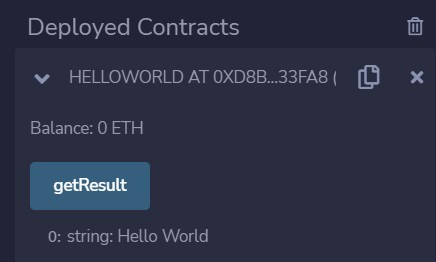 Deployed Contracts
HELLOWORLD AT 0XD8B...33FA8 (
Balance: 0 ETH
getResult
0: string: Hello World